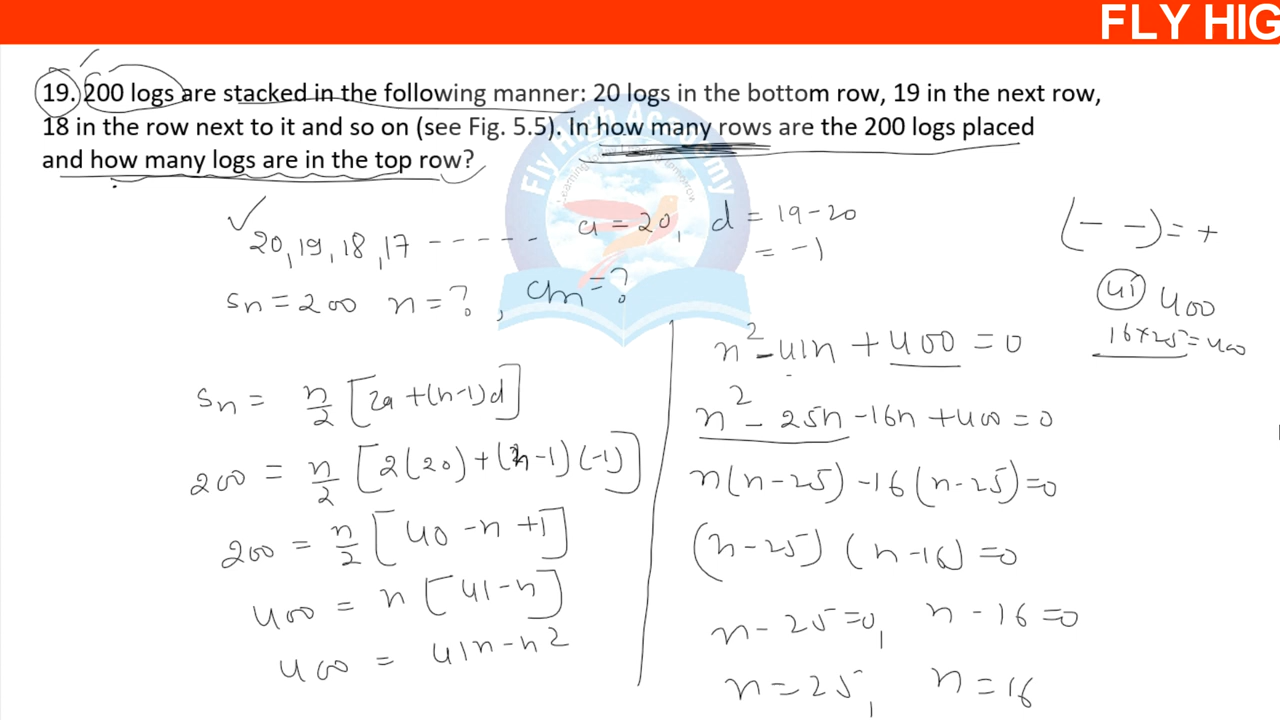 FLY HIG
19. 200 logs are stacked in the following manner: 20 logs in the bottom row, 19 in the next row,
18 in the row next to it and so on (see Fig. 5.5). In how many rows are the 200 logs placed
and how many logs are in the top row?
Fly High Academy
20, 19, 18, 17 ------ a = 20, d = 19-20
= -1
Sn = 200 n = ?, an = ?
(- -) = +
41 400
16×25 = 400
Sn = n/2 [2a + (n-1)d]
200 = n/2 [2(20) + (n-1)(-1)]
200 = n/2 [40 - n + 1]
400 = n [41 - n]
400 = 41n - n²
n² - 41n + 400 = 0
n² - 25n - 16n + 400 = 0
n(n-25) - 16(n-25) = 0
(n-25) (n-16) = 0
n - 25 = 0, n - 16 = 0
n = 25, n = 16